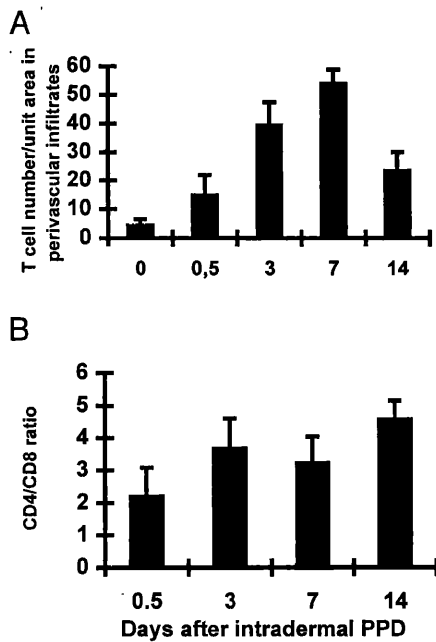 A
T cell number/unit area in
perivascular infiltrates
60
50
40
30
20
10
0
0 0,5 3 7 14
B
CD4/CD8 ratio
6
5
4
3
2
1
0
0.5 3 7 14
Days after intradermal PPD